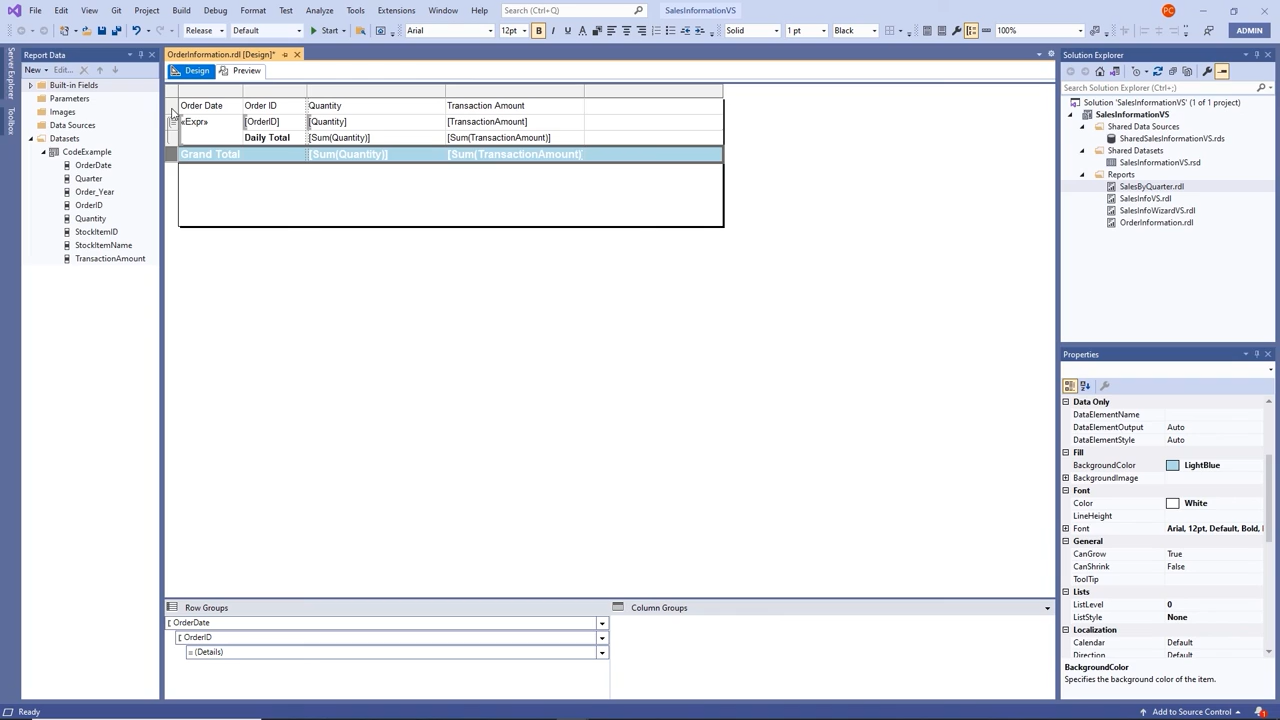 File Edit View Git Project Build Debug Format Test Analyze Tools Extensions Window Help Search (Ctrl+Q) SalesInformationVS PC
Release Default Start Arial 12pt B I U A Solid 1 pt Black 100% ADMIN
Server Explorer
Toolbox
Report Data
New Edit...
Built-in Fields
Parameters
Images
Data Sources
Datasets
CodeExample
OrderDate
Quarter
Order_Year
OrderID
Quantity
StockItemID
StockItemName
TransactionAmount
OrderInformation.rdl [Design]*
Design Preview
Order Date Order ID Quantity Transaction Amount
«Expr» [OrderID] [Quantity] [TransactionAmount]
Daily Total [Sum(Quantity)] [Sum(TransactionAmount)]
Grand Total [Sum(Quantity)] [Sum(TransactionAmount)
Row Groups Column Groups
[ OrderDate
[ OrderID
= (Details)
Solution Explorer
Search Solution Explorer (Ctrl+;)
Solution 'SalesInformationVS' (1 of 1 project)
SalesInformationVS
Shared Data Sources
SharedSalesInformationVS.rds
Shared Datasets
SalesInformationVS.rsd
Reports
SalesByQuarter.rdl
SalesInfoVS.rdl
SalesInfoWizardVS.rdl
OrderInformation.rdl
Properties
Data Only
DataElementName
DataElementOutput Auto
DataElementStyle Auto
Fill
BackgroundColor LightBlue
BackgroundImage
Font
Color White
LineHeight
Font Arial, 12pt, Default, Bold,
General
CanGrow True
CanShrink False
ToolTip
Lists
ListLevel 0
ListStyle None
Localization
Calendar Default
Direction Default
BackgroundColor
Specifies the background color of the item.
Ready Add to Source Control 1